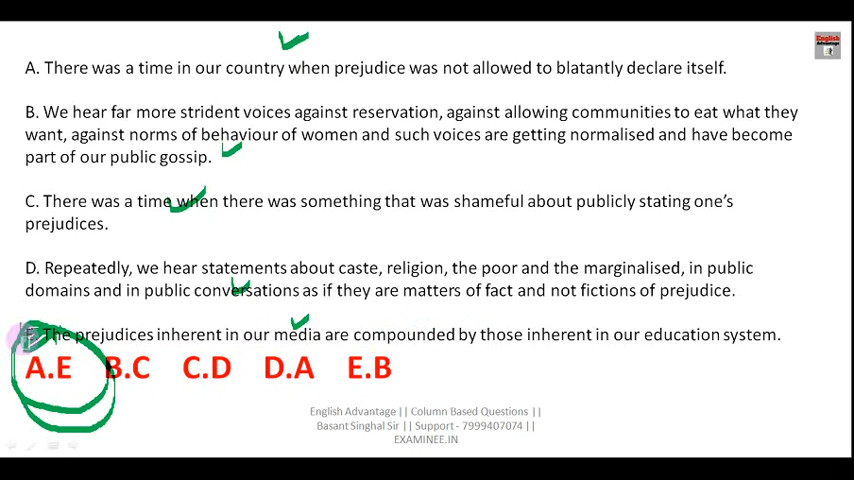 English
Advantage
A. There was a time in our country when prejudice was not allowed to blatantly declare itself.
B. We hear far more strident voices against reservation, against allowing communities to eat what they
want, against norms of behaviour of women and such voices are getting normalised and have become
part of our public gossip.
C. There was a time when there was something that was shameful about publicly stating one's
prejudices.
D. Repeatedly, we hear statements about caste, religion, the poor and the marginalised, in public
domains and in public conversations as if they are matters of fact and not fictions of prejudice.
E. The prejudices inherent in our media are compounded by those inherent in our education system.
A.E B.C C.D D.A E.B
English Advantage || Column Based Questions ||
Basant Singhal Sir || Support - 7999407074 ||
EXAMINEE.IN